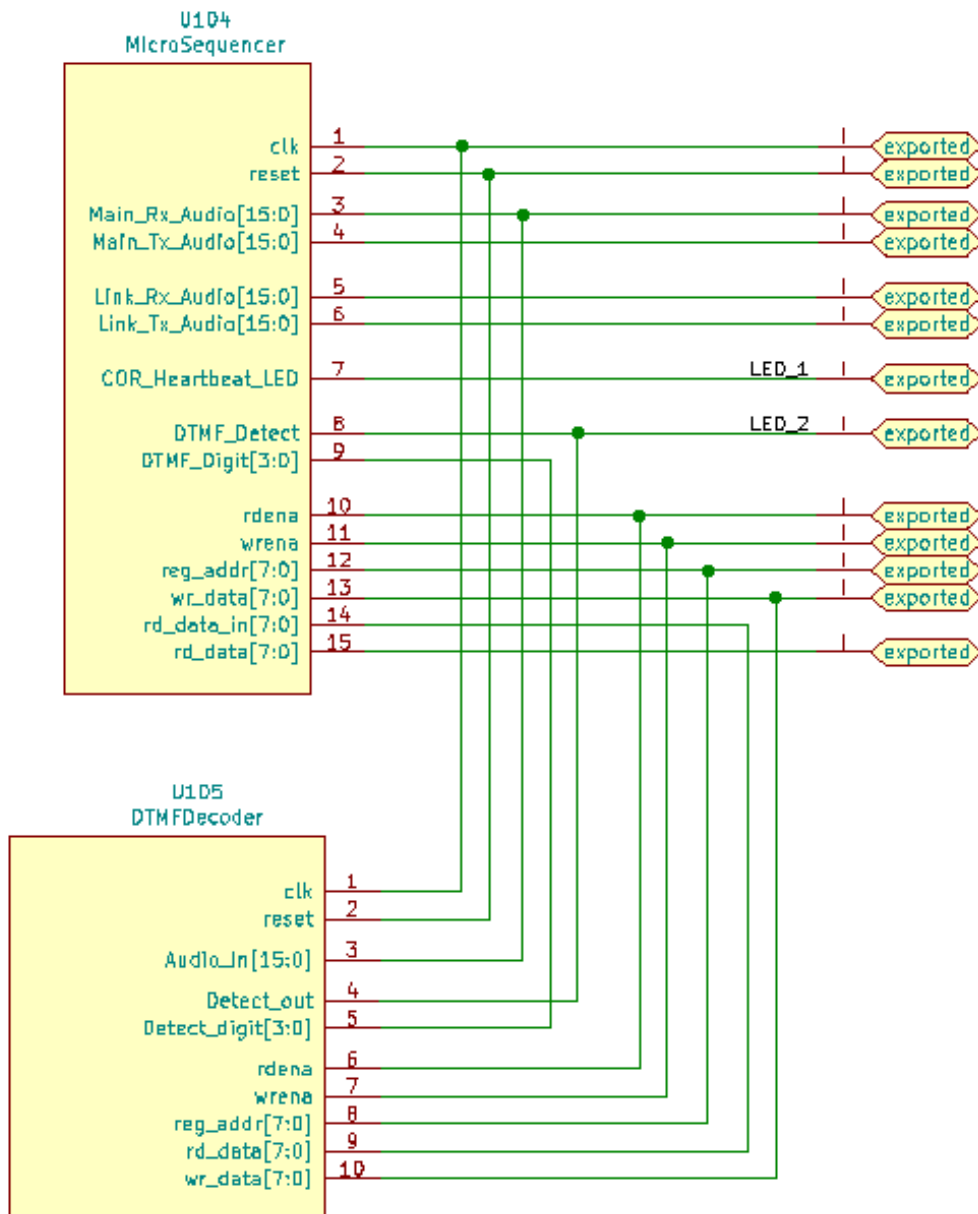 U104
MicroSequencer
clk 1 I exported
reset 2 I exported
Main_Rx_Audio[15:0] 3 I exported
Main_Tx_Audio[15:0] 4 I exported
Link_Rx_Audio[15:0] 5 I exported
Link_Tx_Audio[15:0] 6 I exported
COR_Heartbeat_LED 7 LED_1 I exported
DTMF_Detect 8 LED_2 I exported
DTMF_Digit[3:0] 9
rdena 10 I exported
wrena 11 I exported
reg_addr[7:0] 12 I exported
wr_data[7:0] 13 I exported
rd_data_in[7:0] 14
rd_data[7:0] 15 I exported
U105
DTMFDecoder
clk 1
reset 2
Audio_in[15:0] 3
Detect_out 4
Detect_digit[3:0] 5
rdena 6
wrena 7
reg_addr[7:0] 8
rd_data[7:0] 9
wr_data[7:0] 10